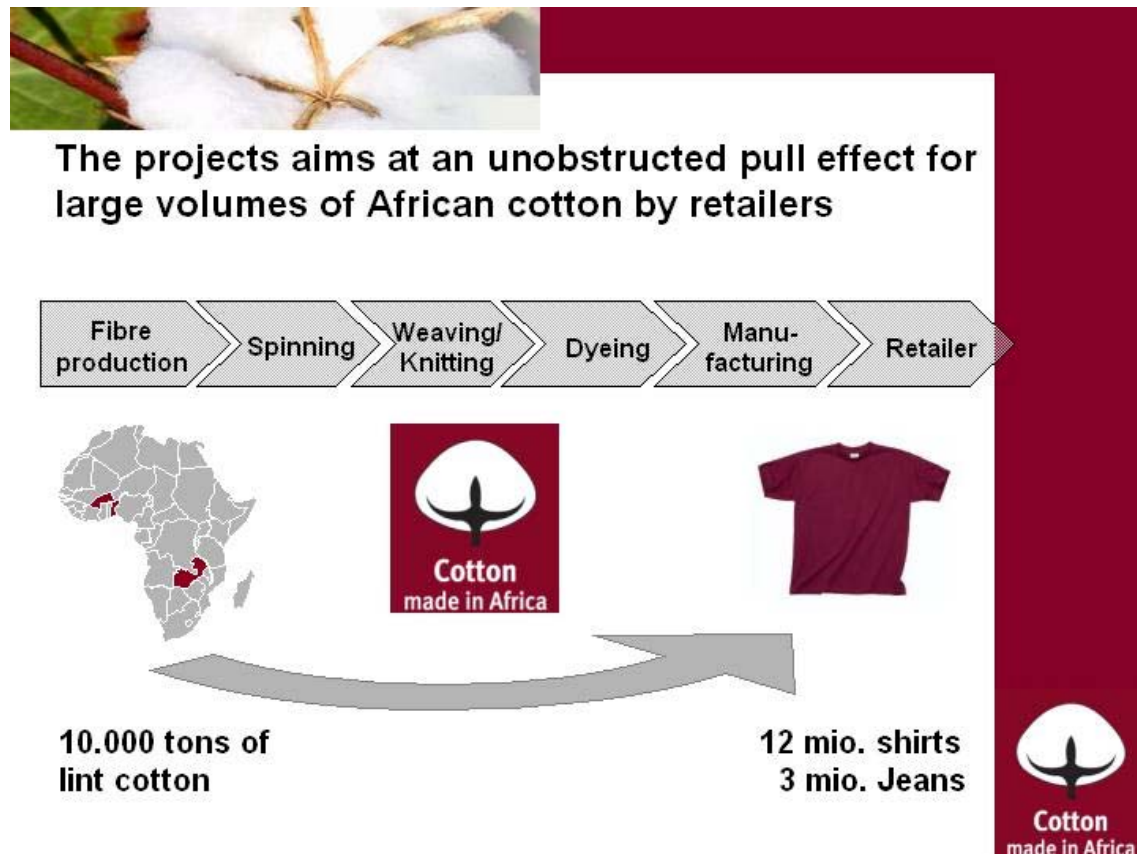 The projects aims at an unobstructed pull effect for
large volumes of African cotton by retailers
Fibre
production
Spinning
Weaving/
Knitting
Dyeing
Manu-
facturing
Retailer
Cotton
made in Africa
10.000 tons of
lint cotton
12 mio. shirts
3 mio. Jeans
Cotton
made in Africa